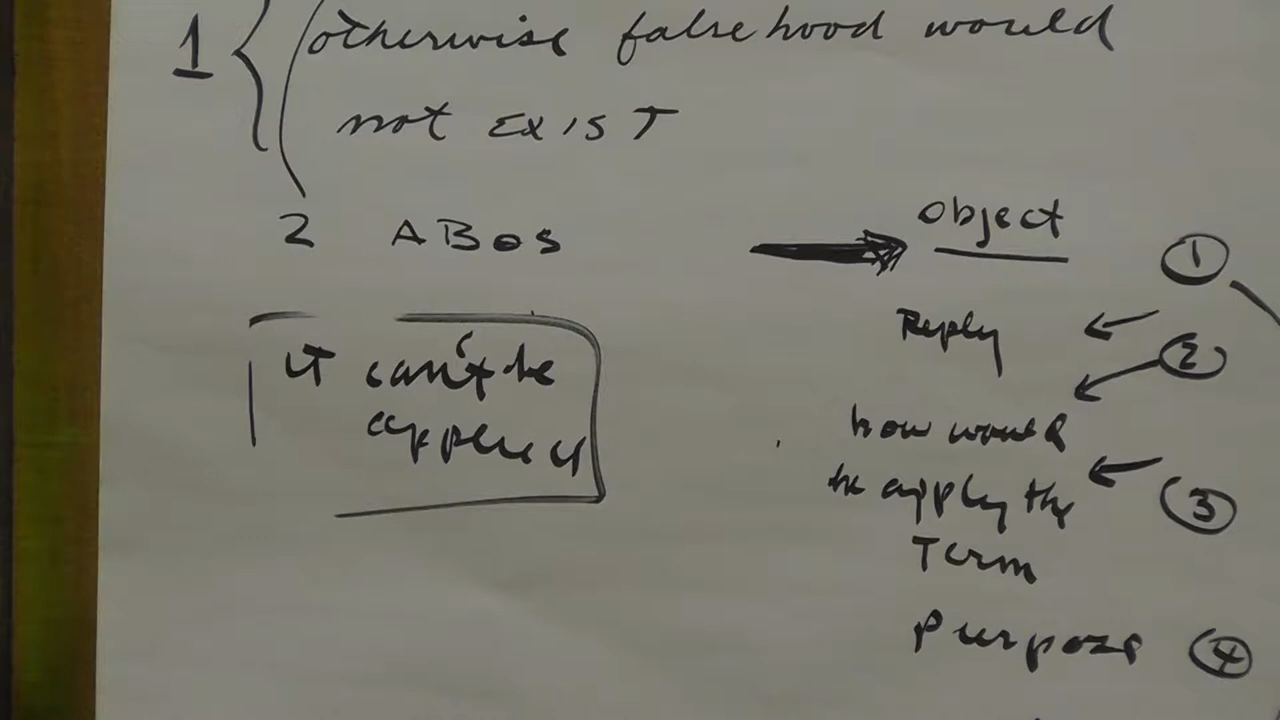 1 otherwise falsehood would
not EXIST
2 ABOS
it can't be
applied
Object 1
Reply 2
how would
he apply the 3
Term
Purpose 4